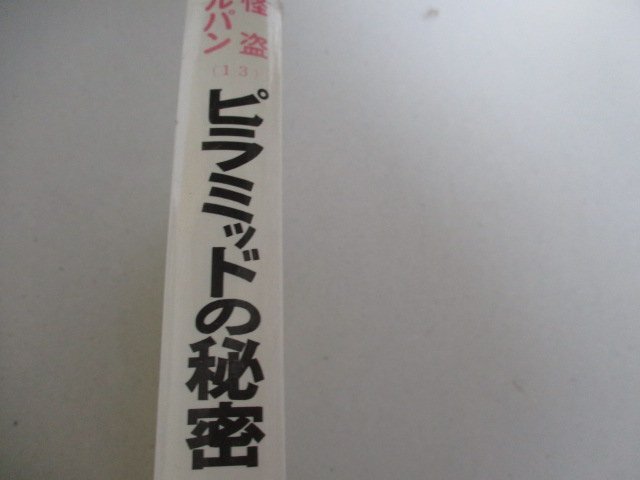 怪盗
ルパン
(13)
ピラミッドの秘密